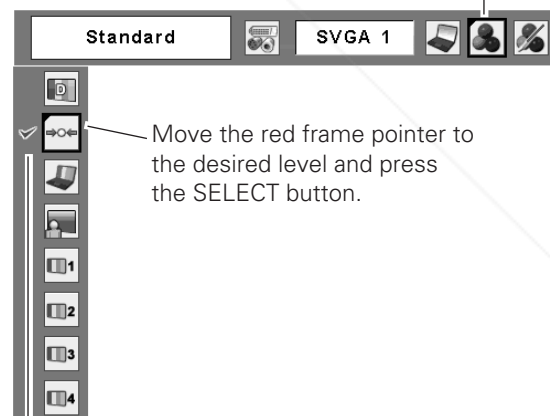 Standard
SVGA 1
D
Move the red frame pointer to
the desired level and press
the SELECT button.
1
2
3
4